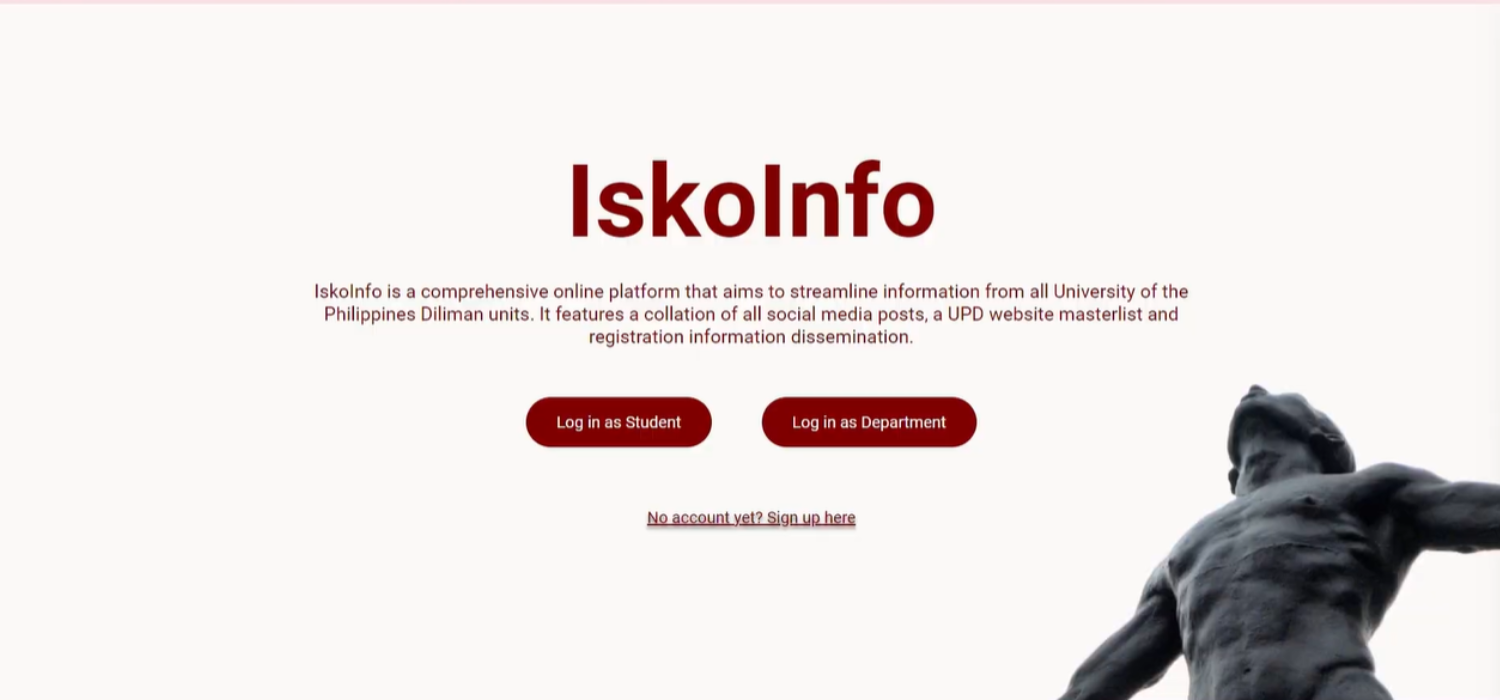 IskoInfo
IskoInfo is a comprehensive online platform that aims to streamline information from all University of the
Philippines Diliman units. It features a collation of all social media posts, a UPD website masterlist and
registration information dissemination.
Log in as Student
Log in as Department
No account yet? Sign up here